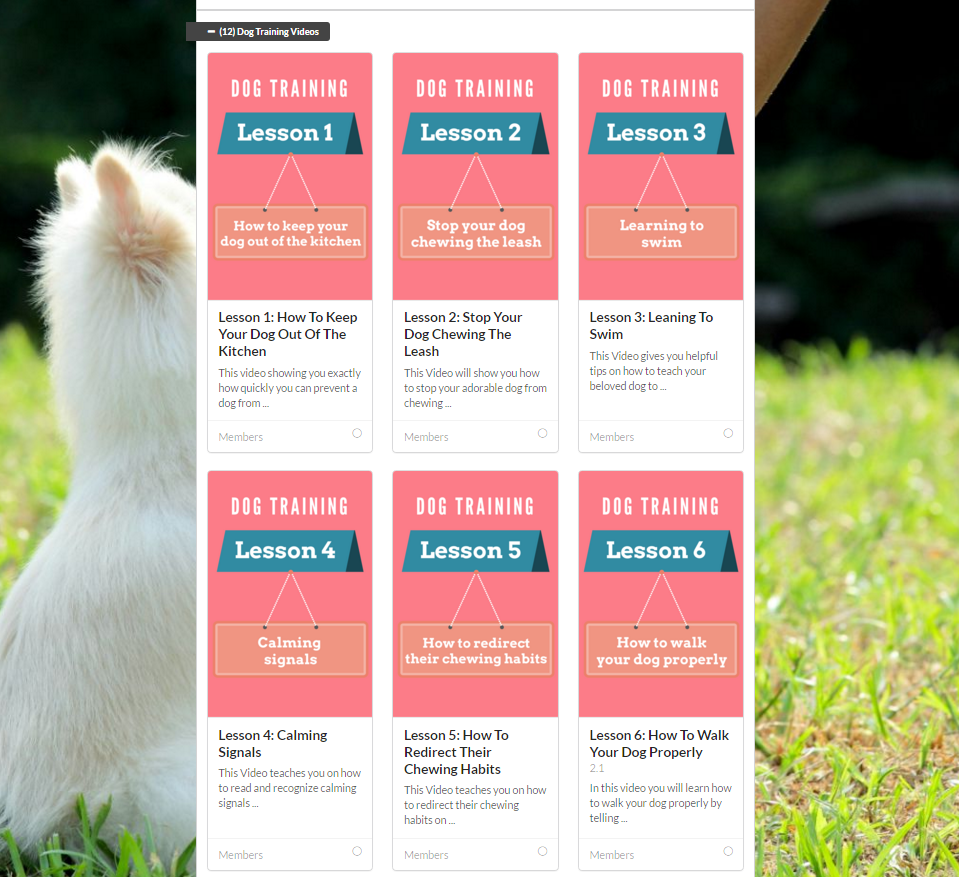 (12) Dog Training Videos
DOG TRAINING
Lesson 1
How to keep your
dog out of the kitchen
Lesson 1: How To Keep
Your Dog Out Of The
Kitchen
This video showing you exactly
how quickly you can prevent a
dog from ...
Members
DOG TRAINING
Lesson 2
Stop your dog
chewing the leash
Lesson 2: Stop Your
Dog Chewing The
Leash
This Video will show you how
to stop your adorable dog from
chewing ...
Members
DOG TRAINING
Lesson 3
Learning to
swim
Lesson 3: Leaning To
Swim
This Video gives you helpful
tips on how to teach your
beloved dog to ...
Members
DOG TRAINING
Lesson 4
Calming
signals
Lesson 4: Calming
Signals
This Video teaches you on how
to read and recognize calming
signals ...
Members
DOG TRAINING
Lesson 5
How to redirect
their chewing habits
Lesson 5: How To
Redirect Their
Chewing Habits
This Video teaches you on how
to redirect their chewing
habits on ...
Members
DOG TRAINING
Lesson 6
How to walk
your dog properly
Lesson 6: How To Walk
Your Dog Properly
2.1
In this video you will learn how
to walk your dog properly by
telling ...
Members